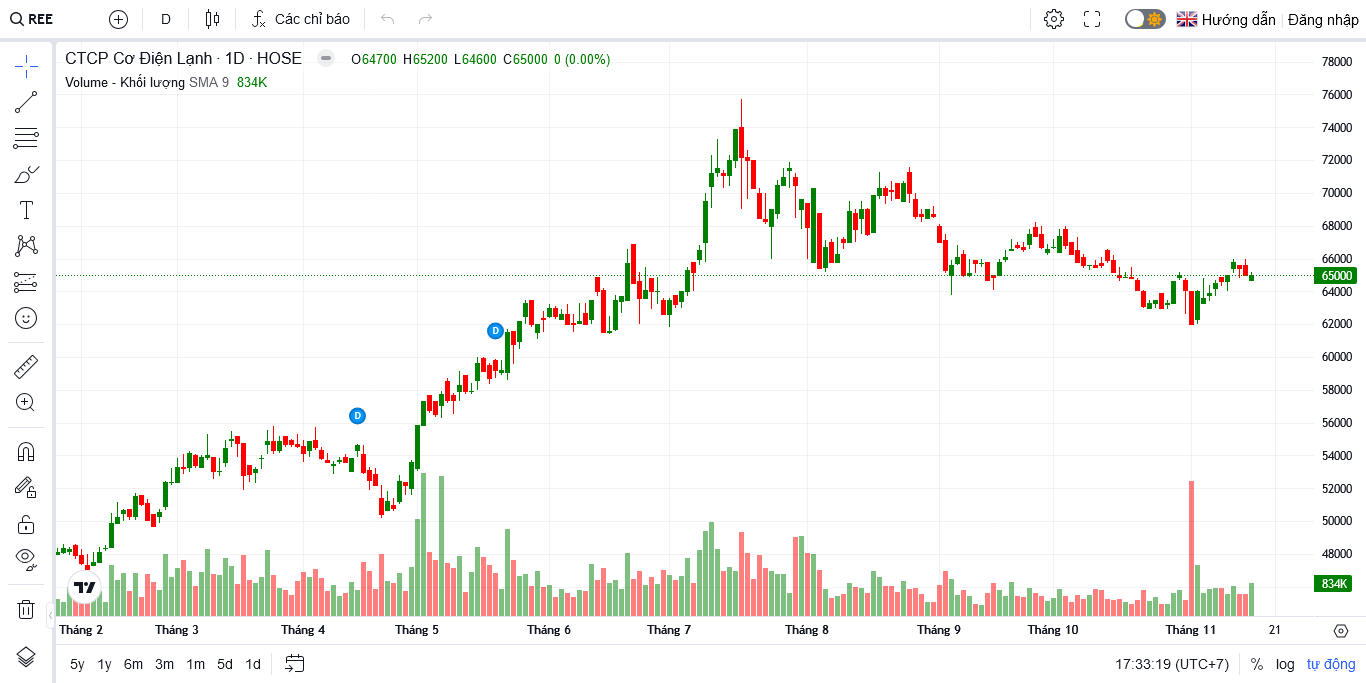 REE D Các chỉ báo Hướng dẫn Đăng nhập
CTCP Cơ Điện Lạnh · 1D · HOSE O64700 H65200 L64600 C65000 0 (0.00%)
Volume - Khối lượng SMA 9 834K
78000
76000
74000
72000
70000
68000
66000
65000
64000
62000
60000
58000
56000
54000
52000
50000
48000
834K
D
D
T
Tháng 2 Tháng 3 Tháng 4 Tháng 5 Tháng 6 Tháng 7 Tháng 8 Tháng 9 Tháng 10 Tháng 11 21
5y 1y 6m 3m 1m 5d 1d 17:33:19 (UTC+7) % log tự động